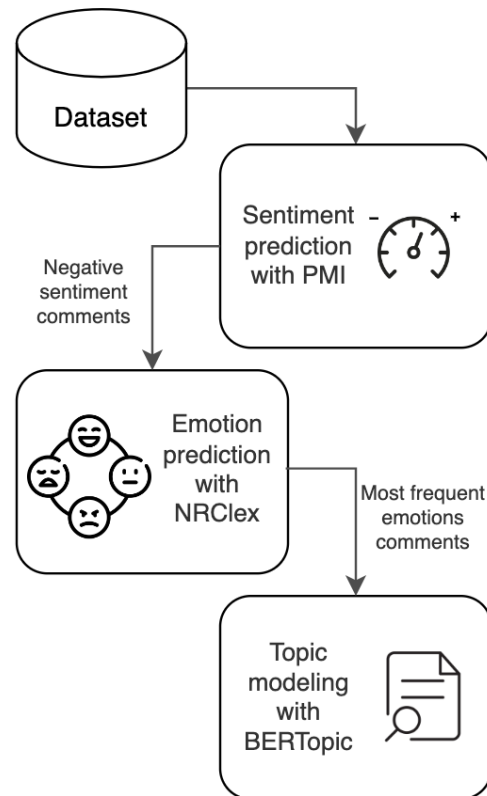 Dataset
Sentiment
prediction
with PMI
- +
Negative
sentiment
comments
Emotion
prediction
with
NRClex
Most frequent
emotions
comments
Topic
modeling
with
BERTopic